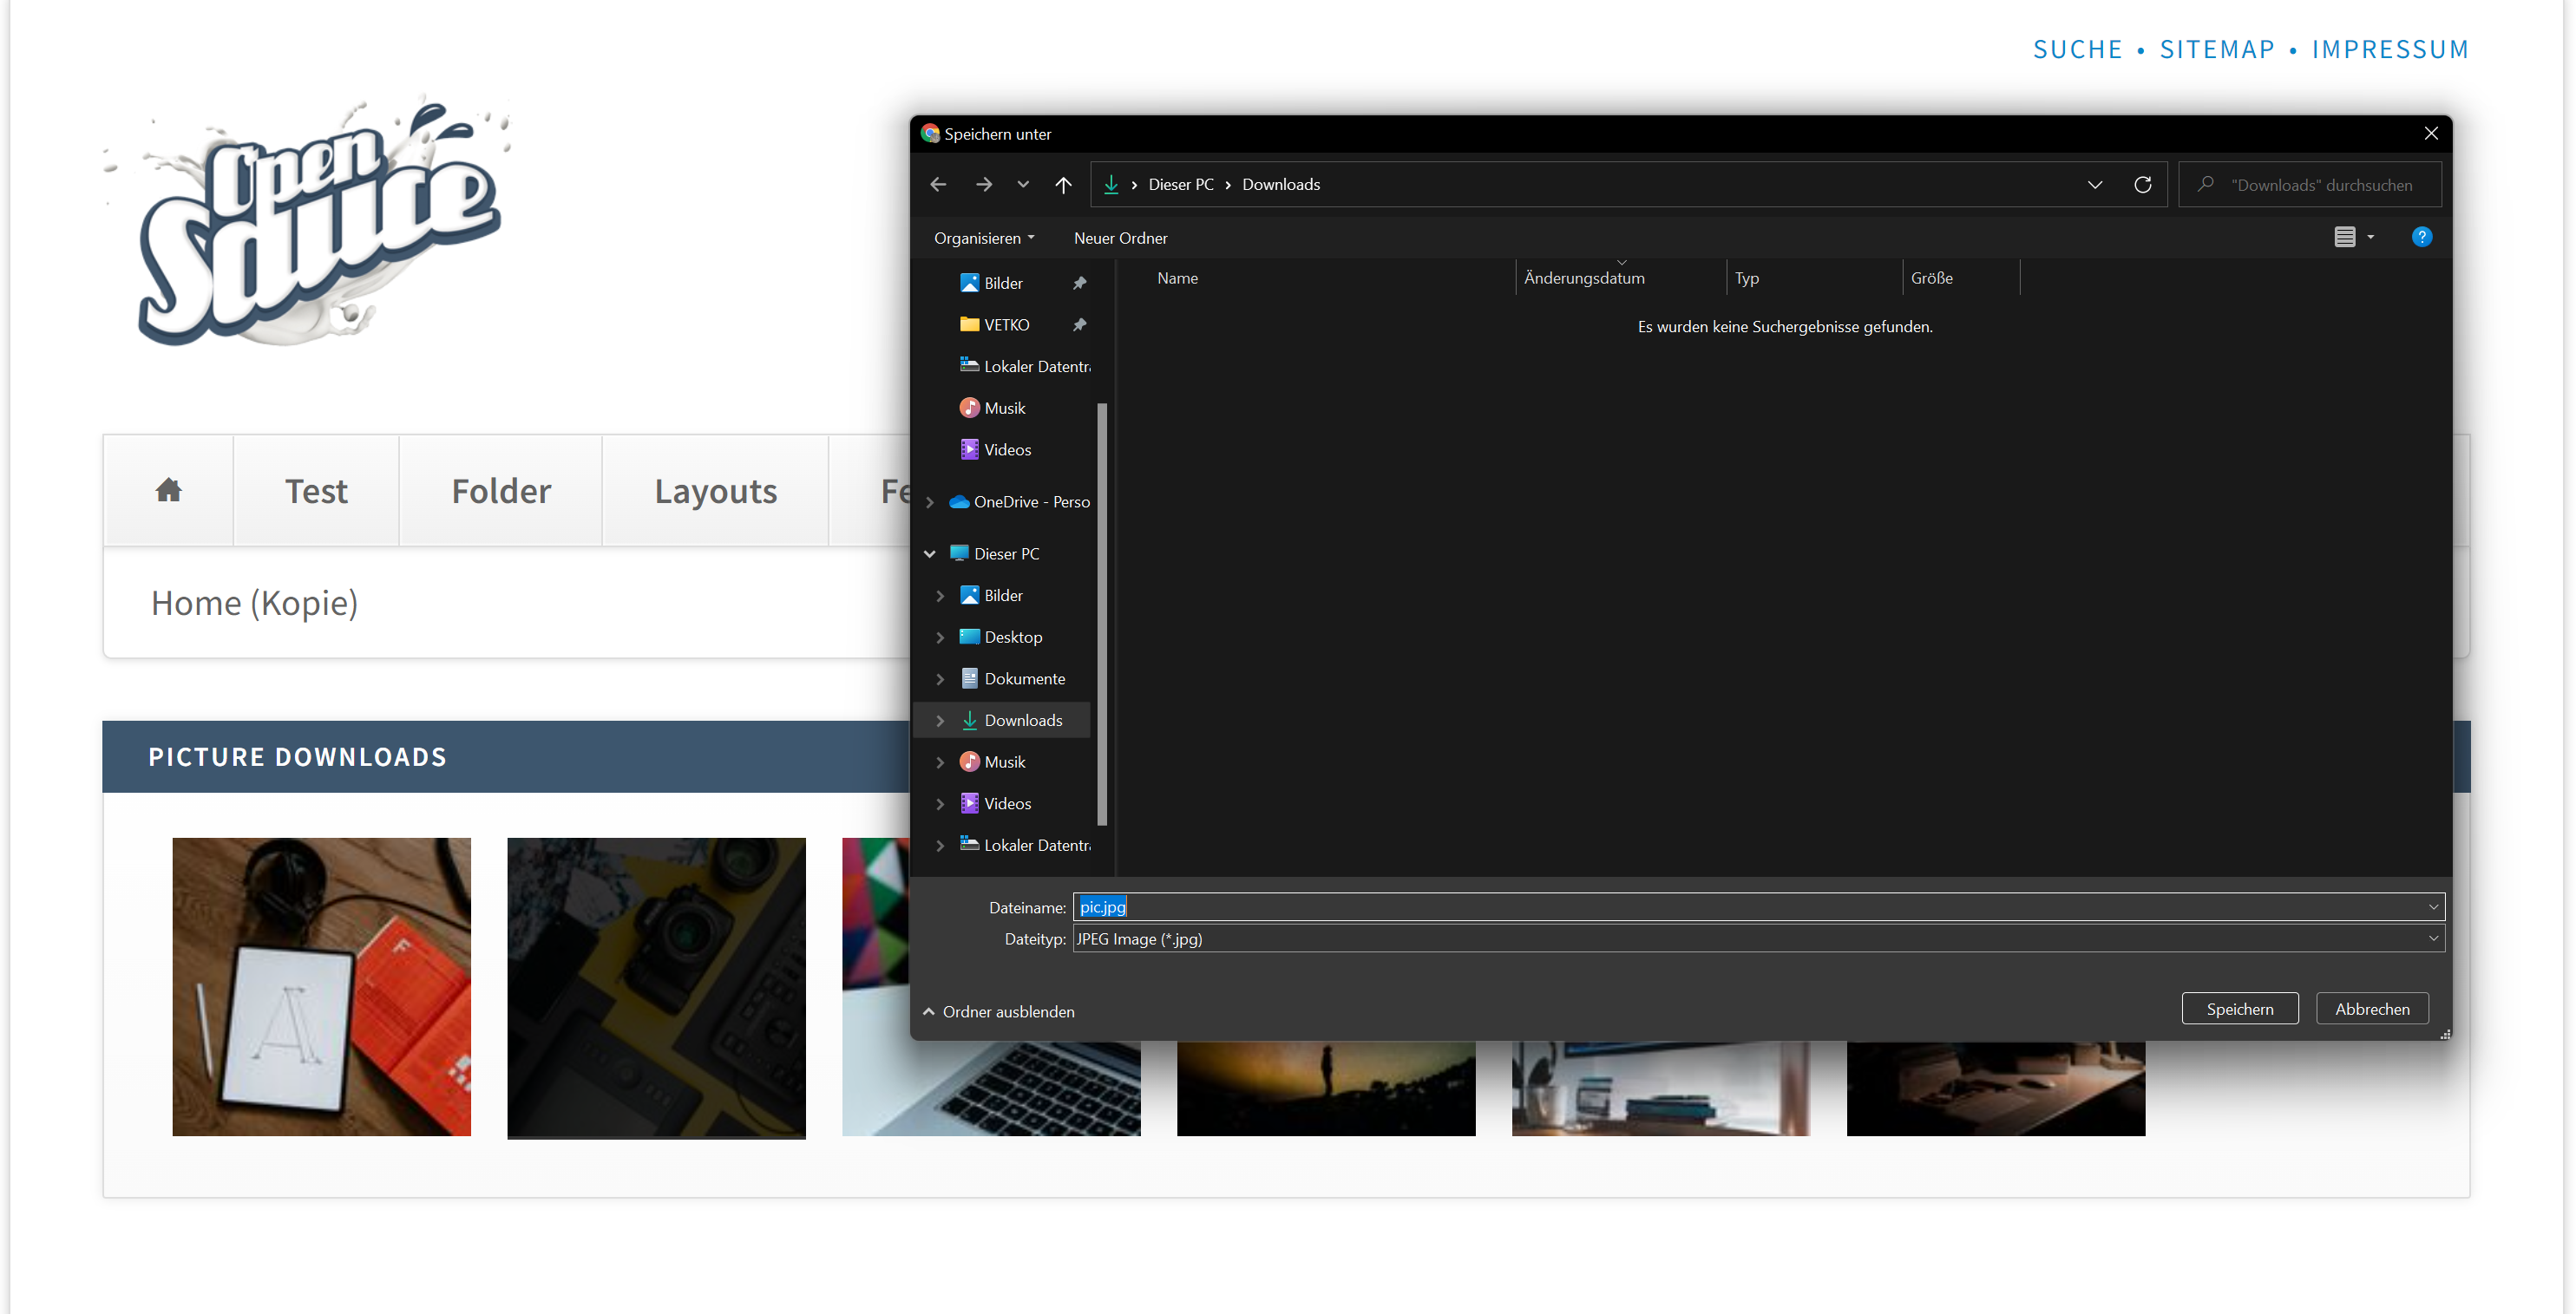 SUCHE • SITEMAP • IMPRESSUM
Open
Sauce
Test
Folder
Layouts
Fe
Home (Kopie)
PICTURE DOWNLOADS
Speichern unter
Dieser PC
Downloads
"Downloads" durchsuchen
Organisieren
Neuer Ordner
Name
Änderungsdatum
Typ
Größe
Es wurden keine Suchergebnisse gefunden.
Bilder
VETKO
Lokaler Datentr
Musik
Videos
OneDrive - Perso
Dieser PC
Bilder
Desktop
Dokumente
Downloads
Musik
Videos
Lokaler Datentr
Dateiname: pic.jpg
Dateityp: JPEG Image (*.jpg)
Ordner ausblenden
Speichern
Abbrechen
A
F